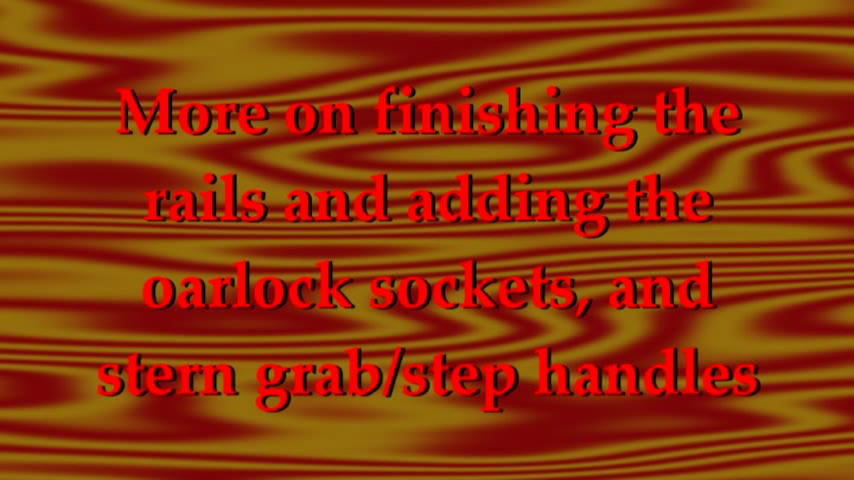 More on finishing the
rails and adding the
oarlock sockets, and
stern grab/step handles